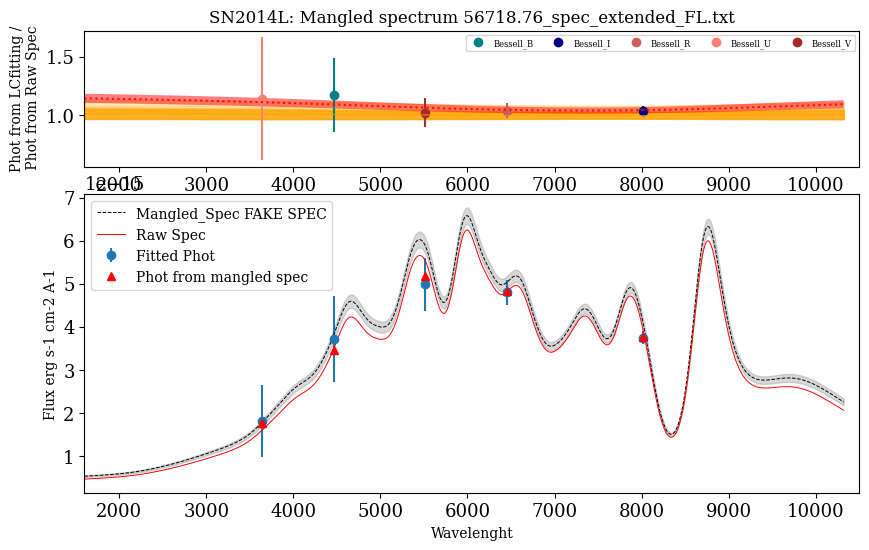 SN2014L: Mangled spectrum 56718.76_spec_extended_FL.txt
Phot from LCfitting /
Phot from Raw Spec
1.5
1.0
Bessell_B Bessell_I Bessell_R Bessell_U Bessell_V
2000 3000 4000 5000 6000 7000 8000 9000 10000
1e−15
7
6
5
4
3
2
1
Flux erg s-1 cm-2 A-1
Mangled_Spec FAKE SPEC
Raw Spec
Fitted Phot
Phot from mangled spec
2000 3000 4000 5000 6000 7000 8000 9000 10000
Wavelenght